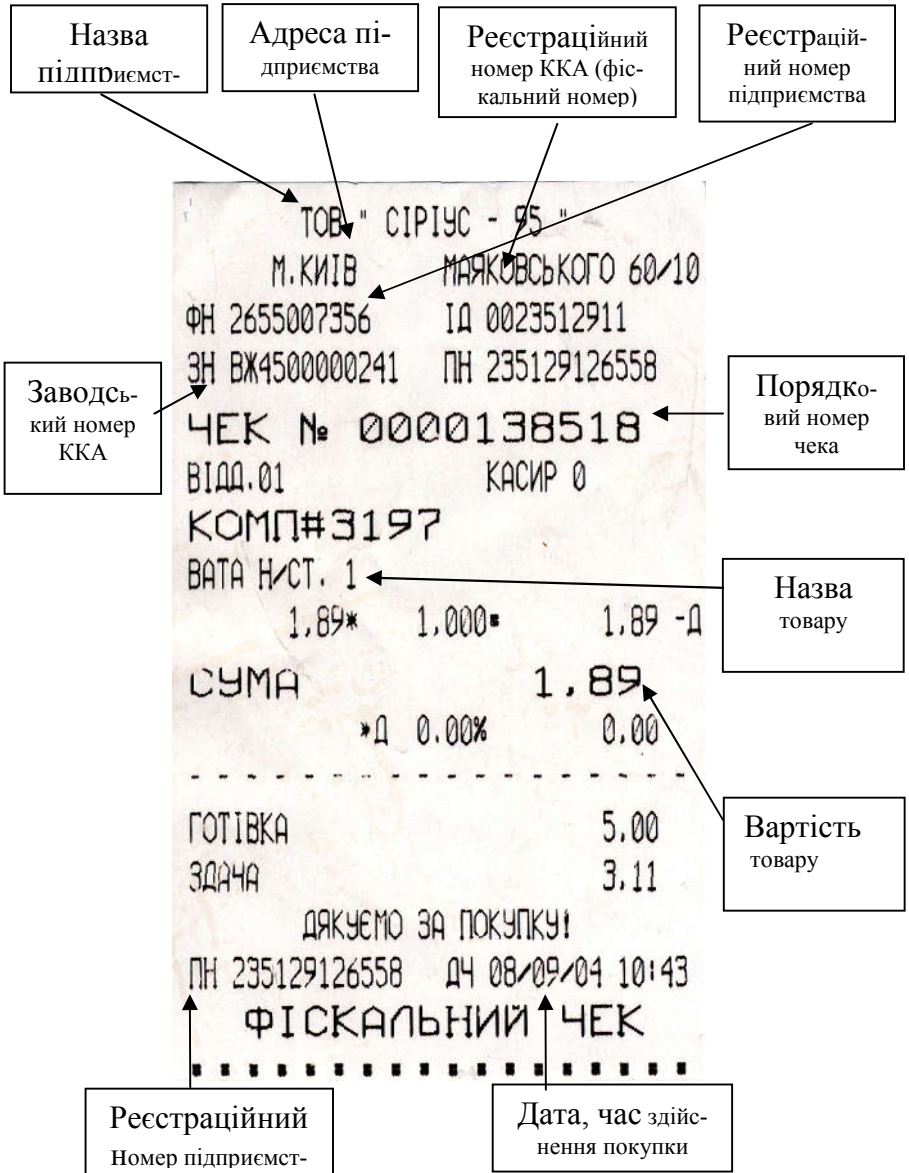 Назва
підприємст-
Адреса пі-
дприємства
Реєстраційний
номер ККА (фіс-
кальний номер)
Реєстрацій-
ний номер
підприємства
ТОВ " СІРІУС - 95 "
М.КИЇВ МАЯКОВСЬКОГО 60/10
ФН 2655007356 ІД 0023512911
ЗН ВЖ4500000241 ПН 235129126558
Заводсь-
кий номер
ККА
Порядко-
вий номер
чека
ЧЕК № 0000138518
ВІДД.01 КАСИР 0
КОМП#3197
ВАТА Н/СТ. 1
Назва
товару
1,89* 1,000= 1,89 -Д
СУМА 1,89
*Д 0.00% 0.00
Вартість
товару
ГОТІВКА 5.00
ЗДАЧА 3,11
ДЯКУЄМО ЗА ПОКУПКУ!
ПН 235129126558 ДЧ 08/09/04 10:43
ФІСКАЛЬНИЙ ЧЕК
Реєстраційний
Номер підприємст-
Дата, час здійс-
нення покупки